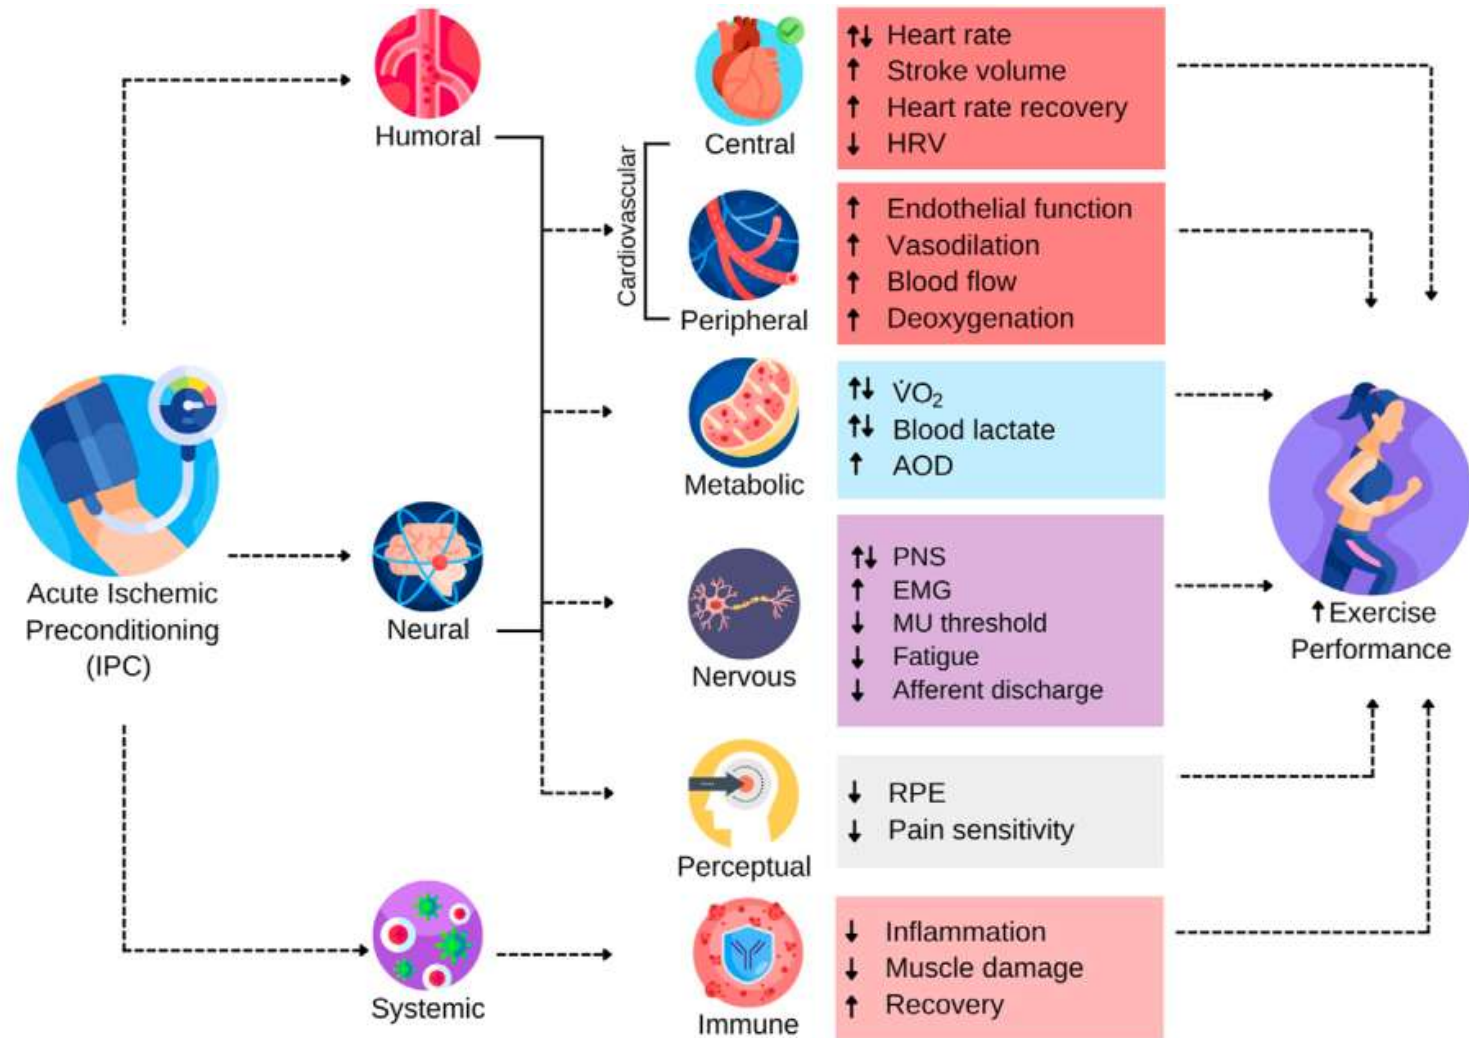 Humoral
Cardiovascular
Central
↑↓ Heart rate
↑ Stroke volume
↑ Heart rate recovery
↓ HRV
Peripheral
↑ Endothelial function
↑ Vasodilation
↑ Blood flow
↑ Deoxygenation
Metabolic
↑↓ V̇O₂
↑↓ Blood lactate
↑ AOD
Acute Ischemic
Preconditioning
(IPC)
Neural
Nervous
↑↓ PNS
↑ EMG
↓ MU threshold
↓ Fatigue
↓ Afferent discharge
↑Exercise
Performance
Perceptual
↓ RPE
↓ Pain sensitivity
Systemic
Immune
↓ Inflammation
↓ Muscle damage
↑ Recovery